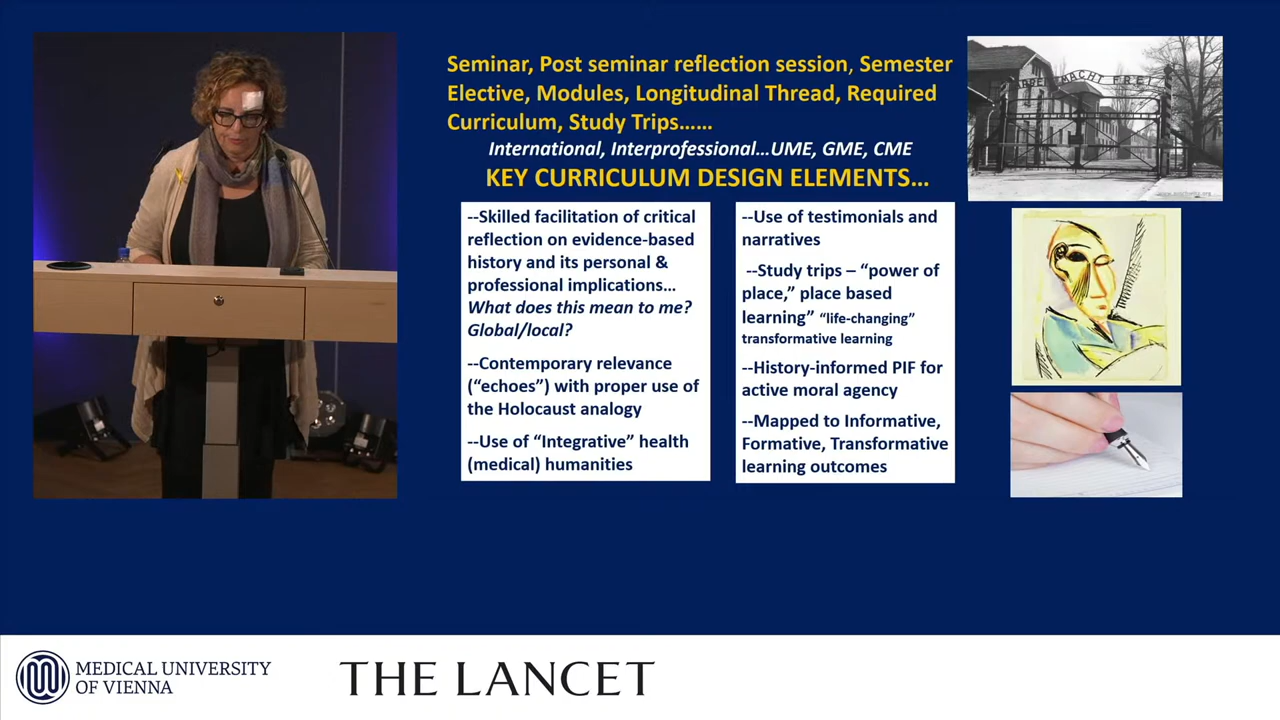 Seminar, Post seminar reflection session, Semester
Elective, Modules, Longitudinal Thread, Required
Curriculum, Study Trips……
International, Interprofessional…UME, GME, CME
KEY CURRICULUM DESIGN ELEMENTS…
--Skilled facilitation of critical
reflection on evidence-based
history and its personal &
professional implications…
What does this mean to me?
Global/local?
--Contemporary relevance
(“echoes”) with proper use of
the Holocaust analogy
--Use of “Integrative” health
(medical) humanities
--Use of testimonials and
narratives
--Study trips – “power of
place,” place based
learning” “life-changing”
transformative learning
--History-informed PIF for
active moral agency
--Mapped to Informative,
Formative, Transformative
learning outcomes
ARBEIT MACHT FREI
MEDICAL UNIVERSITY
OF VIENNA
THE LANCET